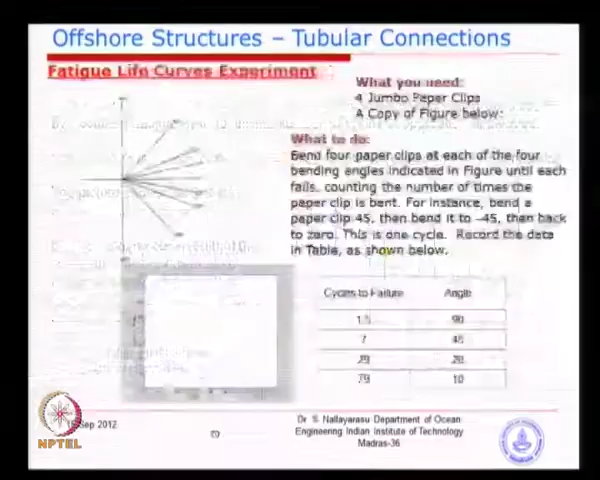 Offshore Structures – Tubular Connections
Fatigue Life Curves Experiment
What you need:
4 Jumbo Paper Clips
A Copy of Figure below:
What to do:
Bend four paper clips at each of the four
bending angles indicated in Figure until each
fails, counting the number of times the
paper clip is bent. For instance, bend a
paper clip 45, then bend it to -45, then back
to zero. This is one cycle. Record the data
in Table, as shown below.
Cycles to Failure Angle
90
7 45
10
Sep 2012
NPTEL
Dr S Nallayarasu Department of Ocean
Engineering Indian Institute of Technology
Madras-36